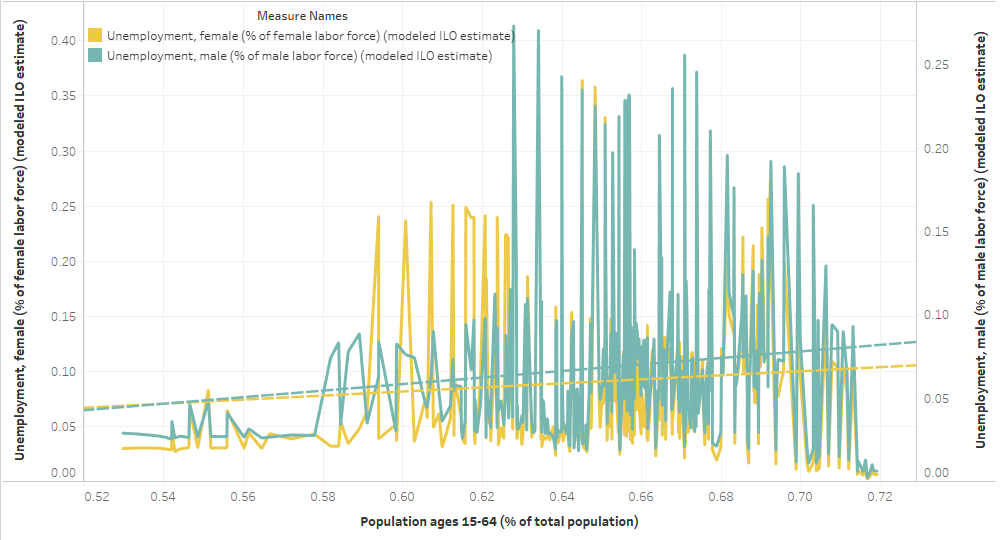 Measure Names
Unemployment, female (% of female labor force) (modeled ILO estimate)
Unemployment, male (% of male labor force) (modeled ILO estimate)
Unemployment, female (% of female labor force) (modeled ILO estimate)
0.40
0.35
0.30
0.25
0.20
0.15
0.10
0.05
0.00
0.25
0.20
0.15
0.10
0.05
0.00
Unemployment, male (% of male labor force) (modeled ILO estimate)
0.52 0.54 0.56 0.58 0.60 0.62 0.64 0.66 0.68 0.70 0.72
Population ages 15-64 (% of total population)